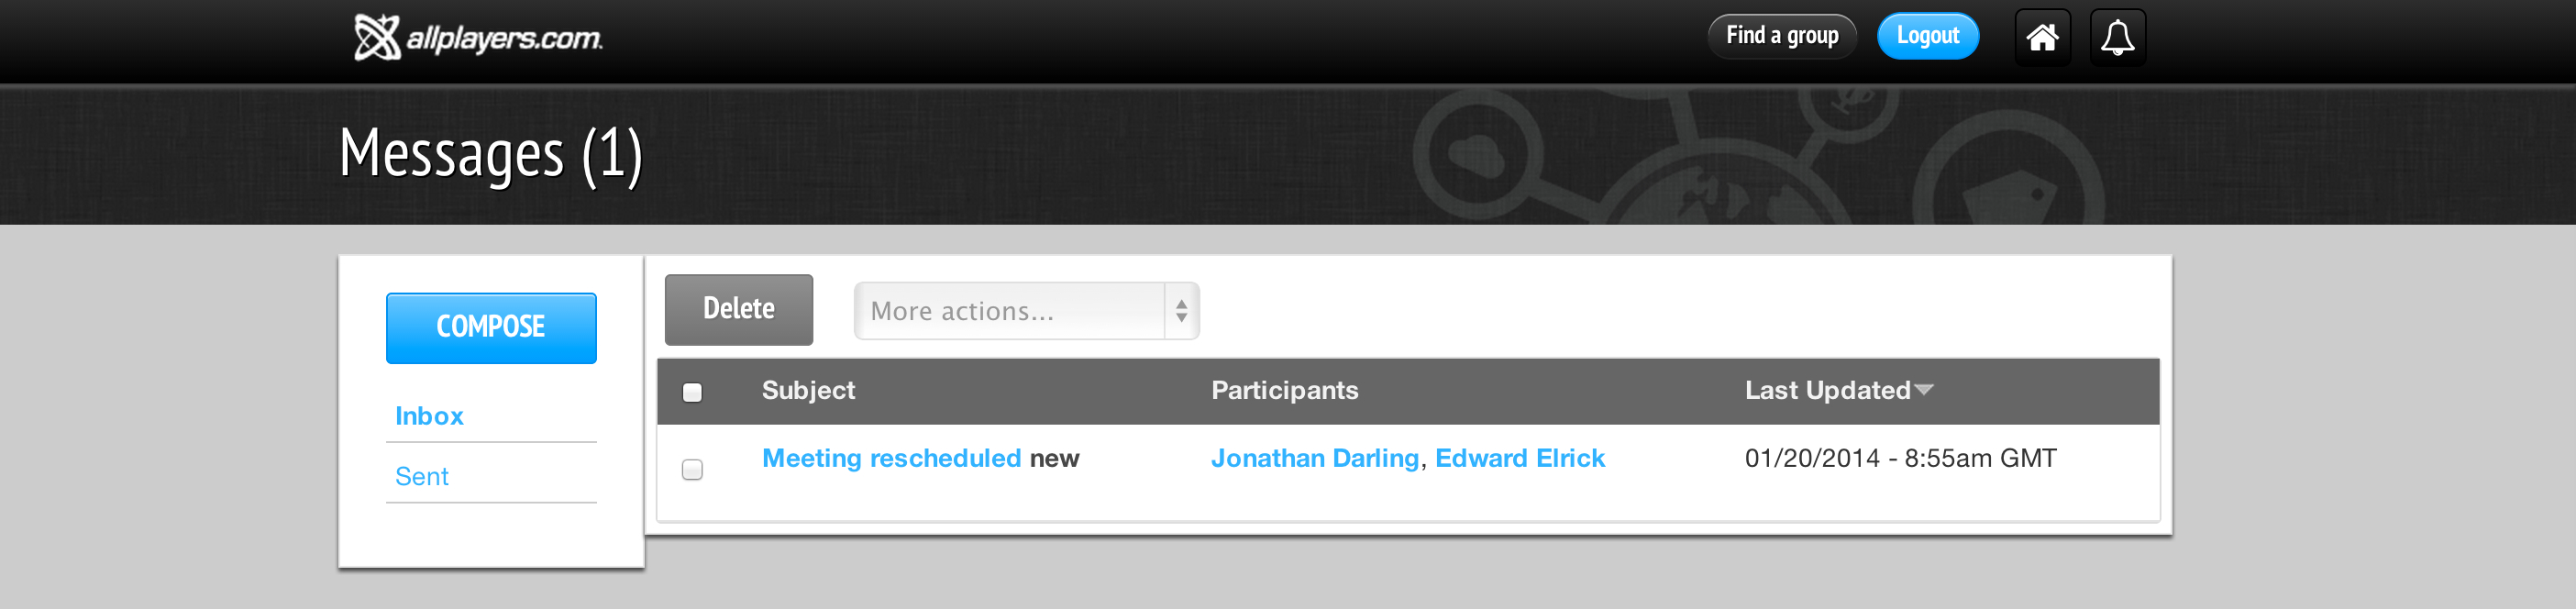 allplayers.com.
Find a group
Logout
Messages (1)
COMPOSE
Inbox
Sent
Delete
More actions...
Subject Participants Last Updated
Meeting rescheduled new Jonathan Darling, Edward Elrick 01/20/2014 - 8:55am GMT